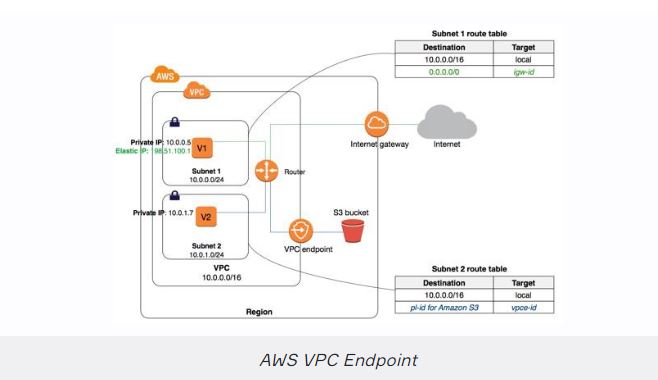 Subnet 1 route table
Destination Target
10.0.0.0/16 local
0.0.0.0/0 igw-id
AWS
VPC
Private IP: 10.0.0.5
Elastic IP: 198.51.100.1
V1
Subnet 1
10.0.0.0/24
Router
Internet gateway
Internet
Private IP: 10.0.1.7
V2
Subnet 2
10.0.1.0/24
VPC
10.0.0.0/16
VPC endpoint
S3 bucket
Region
Subnet 2 route table
Destination Target
10.0.0.0/16 local
pl-id for Amazon S3 vpce-id
AWS VPC Endpoint